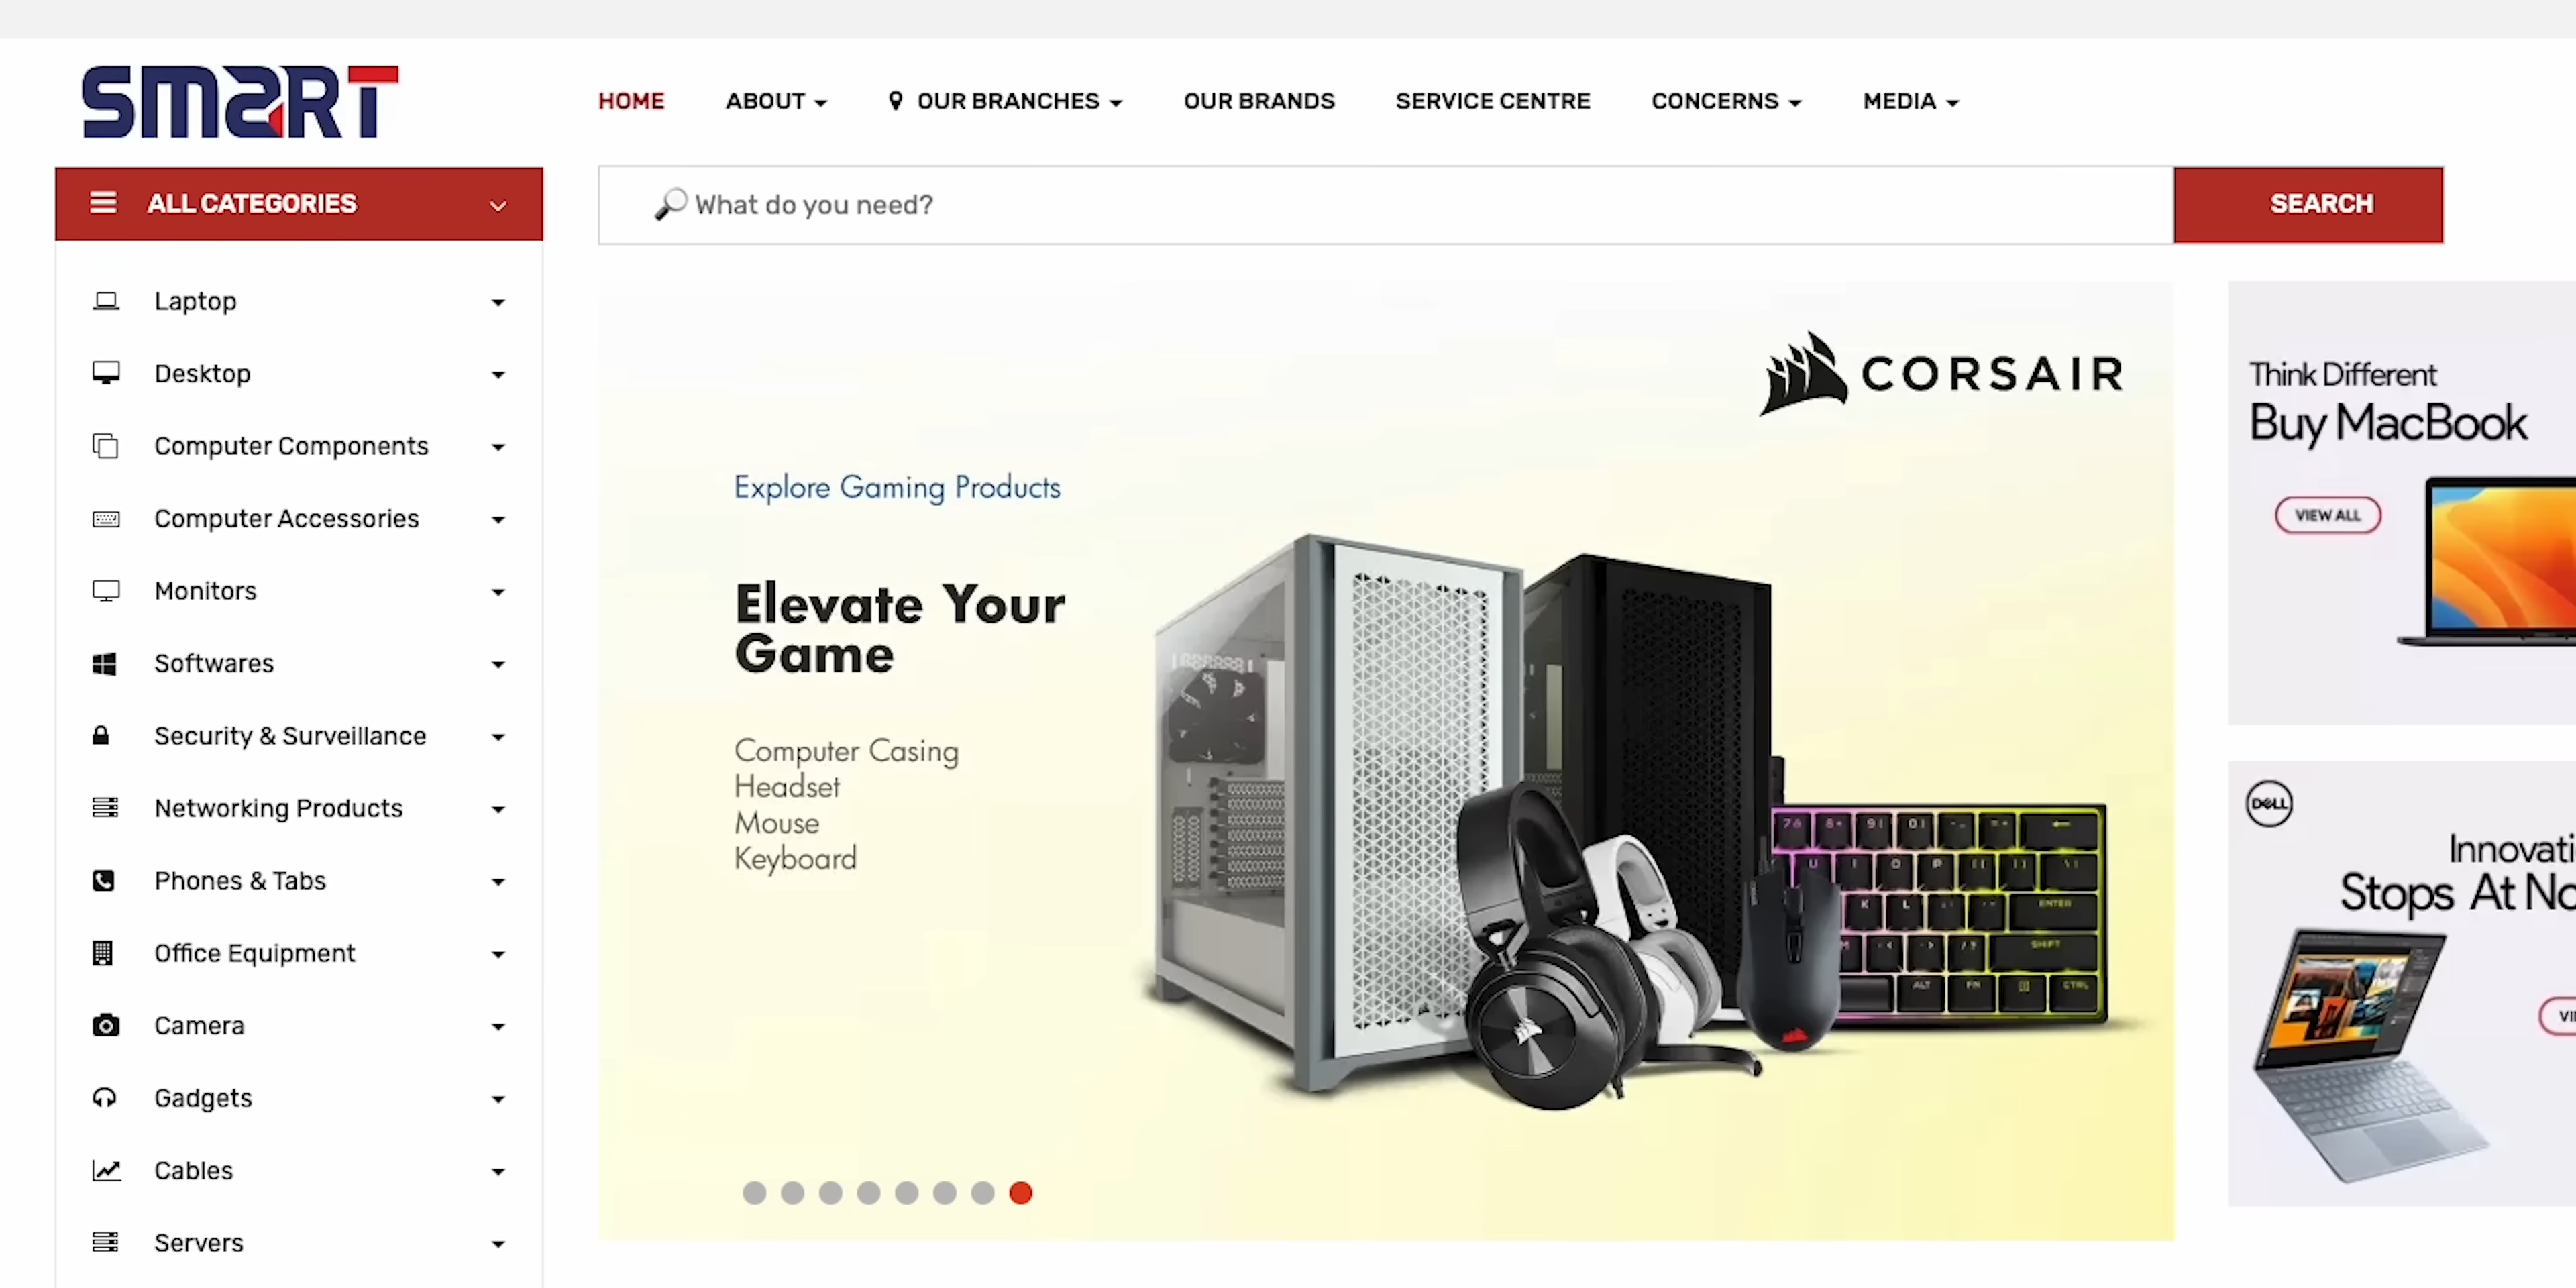 SMART
HOME ABOUT OUR BRANCHES OUR BRANDS SERVICE CENTRE CONCERNS MEDIA
ALL CATEGORIES
What do you need?
SEARCH
Laptop
Desktop
Computer Components
Computer Accessories
Monitors
Softwares
Security & Surveillance
Networking Products
Phones & Tabs
Office Equipment
Camera
Gadgets
Cables
Servers
CORSAIR
Explore Gaming Products
Elevate Your
Game
Computer Casing
Headset
Mouse
Keyboard
Think Different
Buy MacBook
VIEW ALL
DELL
Innovati
Stops At No